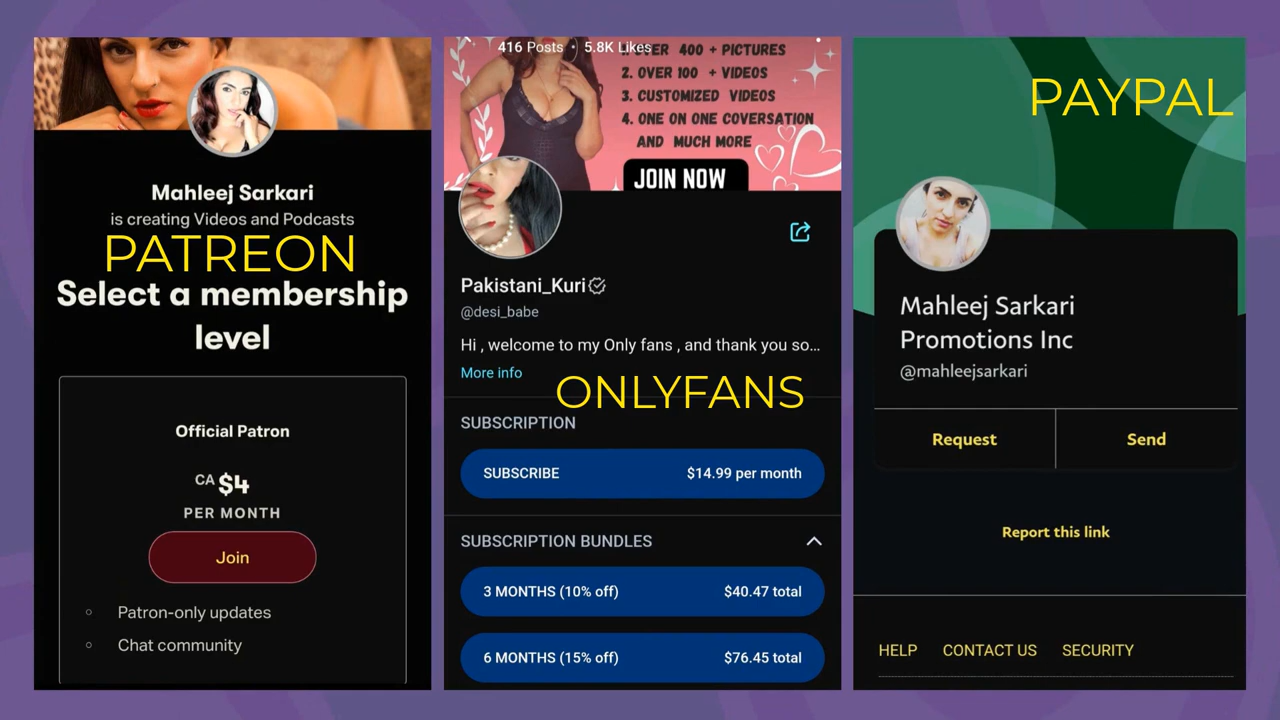 Mahleej Sarkari
is creating Videos and Podcasts
PATREON
Select a membership
level
Official Patron
CA $4
PER MONTH
Join
Patron-only updates
Chat community
416 Posts • 5.8K Likes
OVER 400 + PICTURES
2. OVER 100 + VIDEOS
3. CUSTOMIZED VIDEOS
4. ONE ON ONE COVERSATION
AND MUCH MORE
JOIN NOW
Pakistani_Kuri
@desi_babe
Hi , welcome to my Only fans , and thank you so...
More info
ONLYFANS
SUBSCRIPTION
SUBSCRIBE $14.99 per month
SUBSCRIPTION BUNDLES
3 MONTHS (10% off) $40.47 total
6 MONTHS (15% off) $76.45 total
PAYPAL
Mahleej Sarkari
Promotions Inc
@mahleejsarkari
Request Send
Report this link
HELP CONTACT US SECURITY